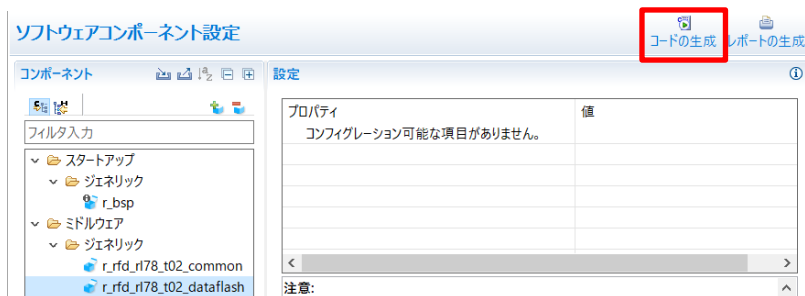 ソフトウェアコンポーネント設定
コードの生成 レポートの生成
コンポーネント
設定
フィルタ入力
プロパティ 値
コンフィグレーション可能な項目がありません。
スタートアップ
ジェネリック
r_bsp
ミドルウェア
ジェネリック
r_rfd_rl78_t02_common
r_rfd_rl78_t02_dataflash
注意: